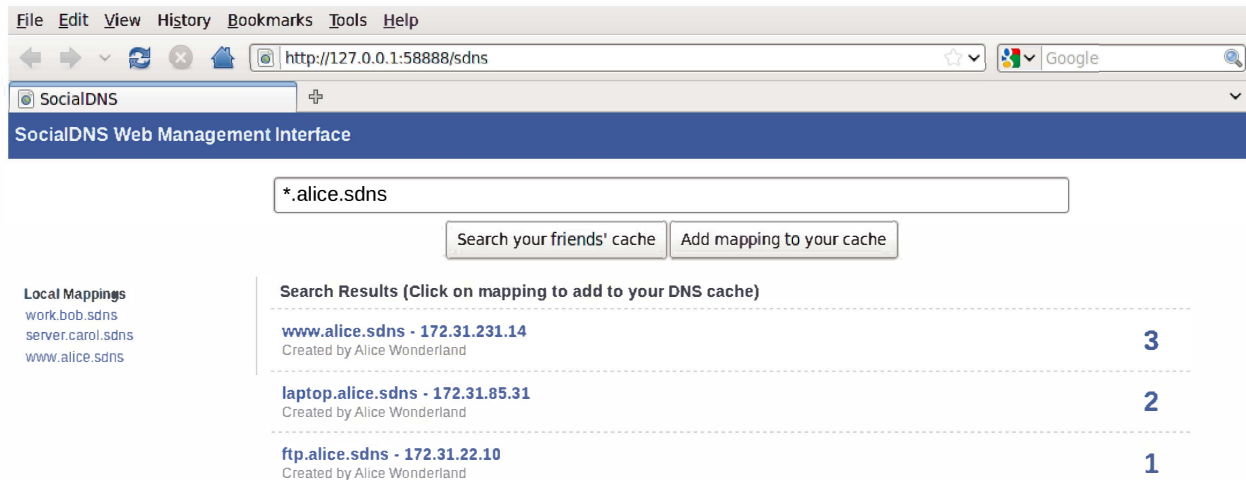 File Edit View History Bookmarks Tools Help
http://127.0.0.1:58888/sdns Google
SocialDNS
SocialDNS Web Management Interface
*.alice.sdns
Search your friends' cache Add mapping to your cache
Local Mappings
work.bob.sdns
server.carol.sdns
www.alice.sdns
Search Results (Click on mapping to add to your DNS cache)
www.alice.sdns - 172.31.231.14
Created by Alice Wonderland
3
laptop.alice.sdns - 172.31.85.31
Created by Alice Wonderland
2
ftp.alice.sdns - 172.31.22.10
Created by Alice Wonderland
1